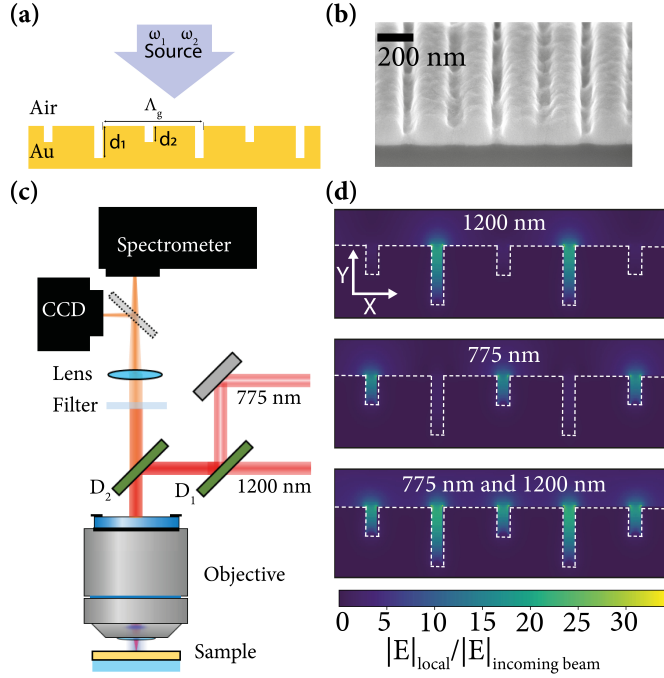 (a)
ω₁ ω₂
Source
Air
Λg
d₁
d₂
Au
(b)
200 nm
(c)
Spectrometer
CCD
Lens
Filter
775 nm
D₂
D₁
1200 nm
Objective
Sample
(d)
1200 nm
Y
X
775 nm
775 nm and 1200 nm
0 5 10 15 20 25 30
|E|local/|E|incoming beam